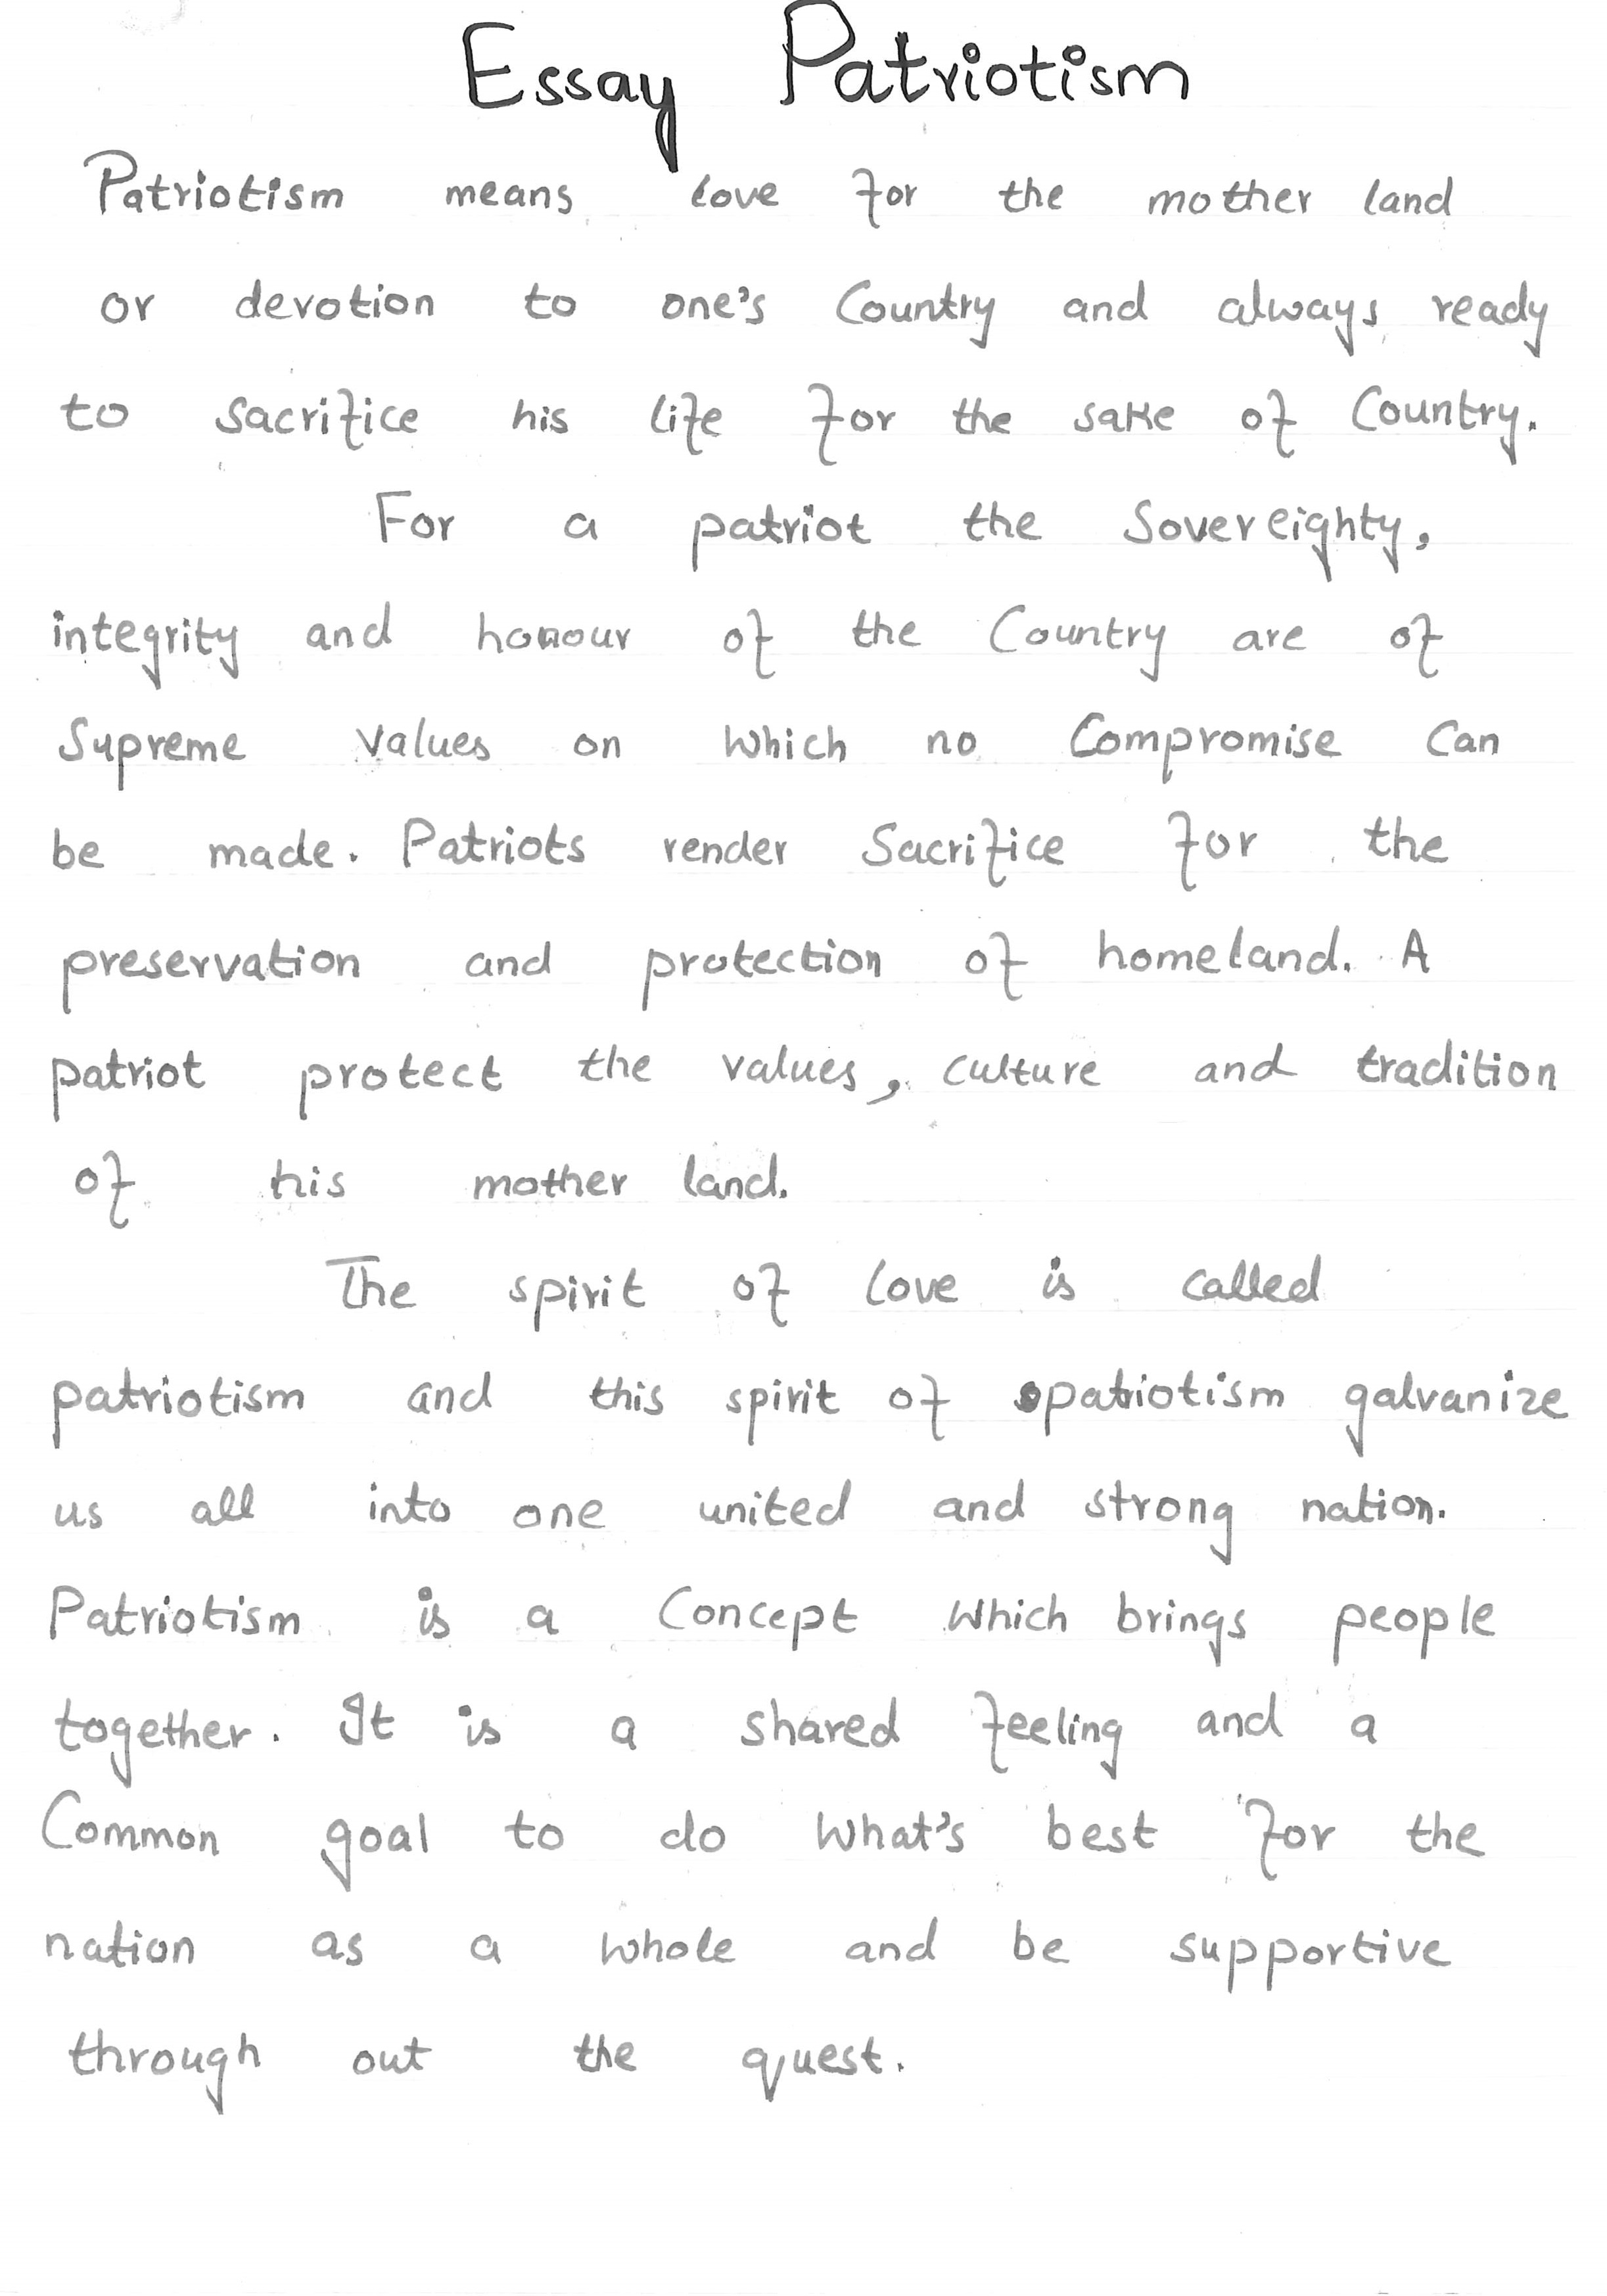 Essay Patriotism
Patriotism means love for the mother land
or devotion to one's Country and always ready
to sacrifice his life for the sake of Country.
For a patriot the Sovereighty,
integrity and honour of the Country are of
Supreme values on which no Compromise Can
be made. Patriots render Sacrifice for the
preservation and protection of homeland. A
patriot protect the values, culture and tradition
of his mother land.
The spirit of love is called
patriotism and this spirit of patriotism galvanize
us all into one united and strong nation.
Patriotism is a Concept which brings people
together. It is a shared feeling and a
Common goal to do what's best for the
nation as a whole and be supportive
through out the quest.